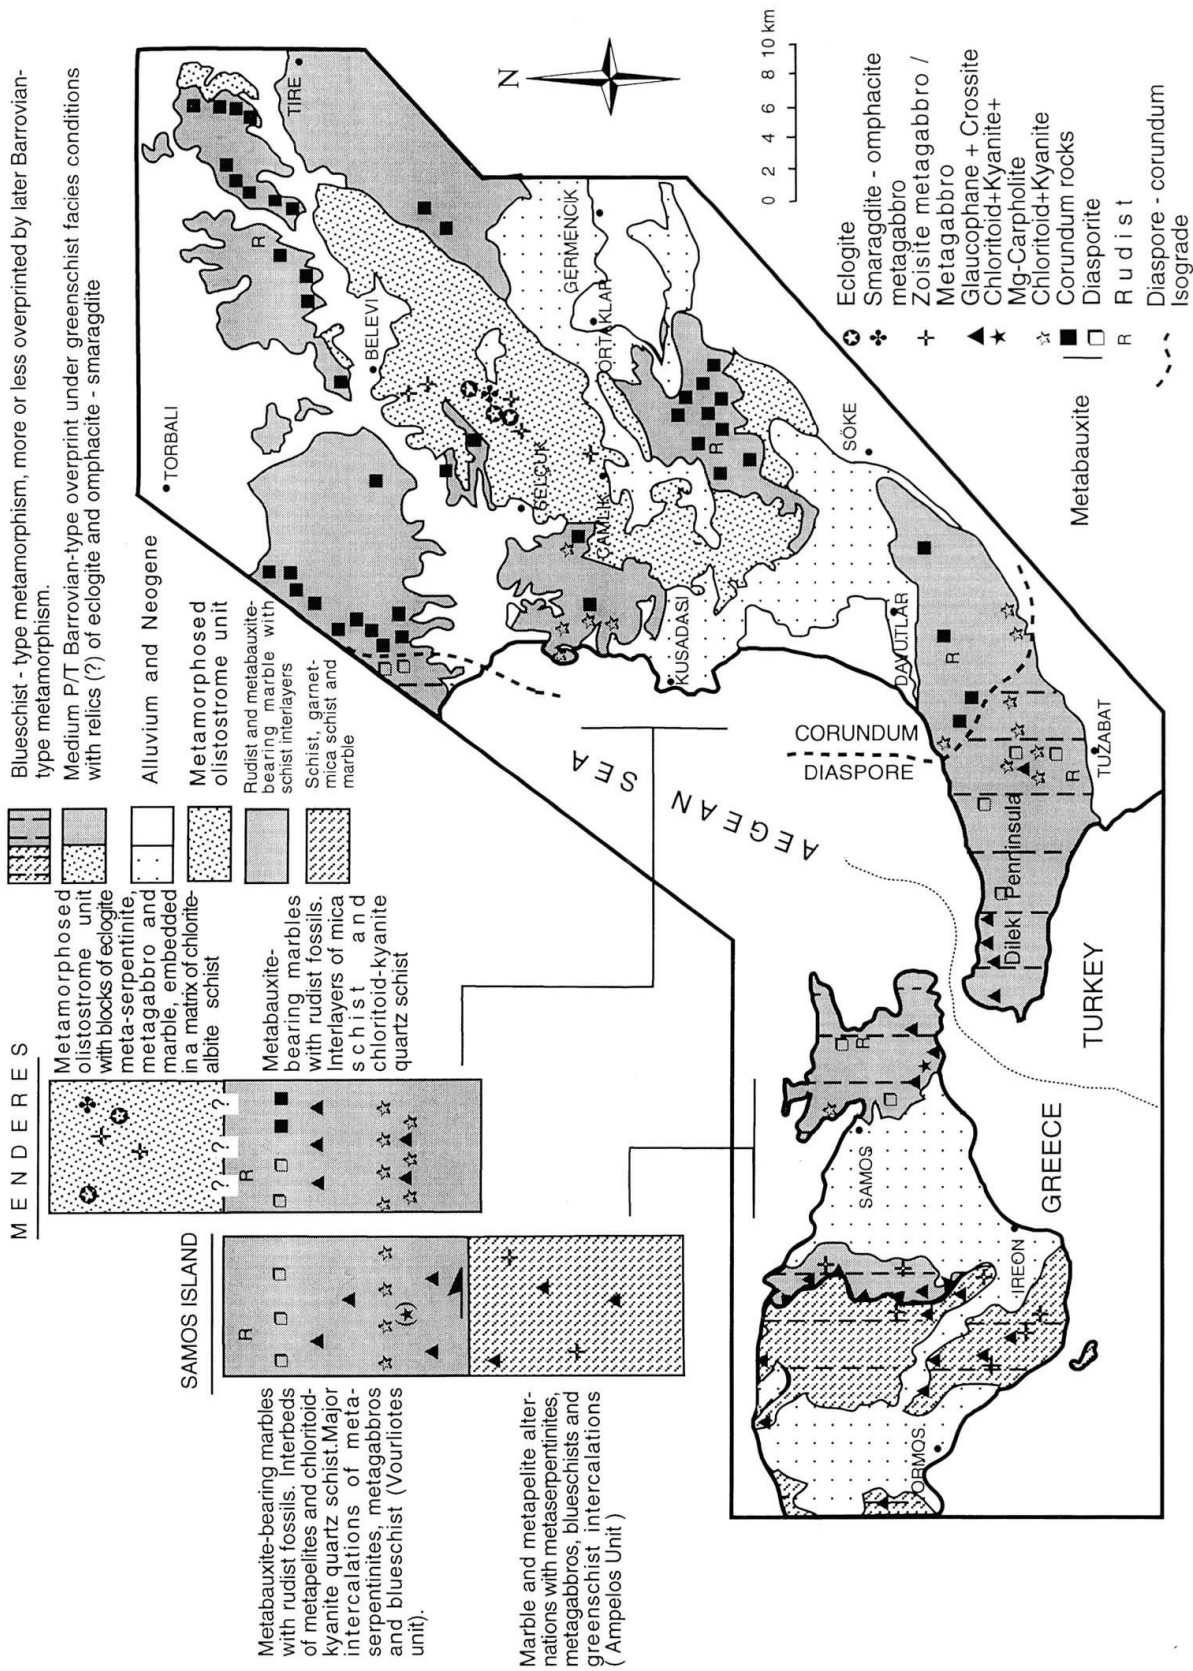 MENDERES
Metamorphosed
olistostrome unit
with blocks of eclogite
meta-serpentinite,
metagabbro and
marble, embedded
in a matrix of chlorite-
albite schist
Metabauxite-
bearing marbles
with rudist fossils.
Interlayers of mica
schist and
chloritoid-kyanite
quartz schist
R
? ? ?
SAMOS ISLAND
R
Metabauxite-bearing marbles
with rudist fossils. Interbeds
of metapelites and chloritoid-
kyanite quartz schist.Major
intercalations of meta-
serpentinites, metagabbros
and blueschist (Vourliotes
unit).
Marble and metapelite alter-
nations with metaserpentinites,
metagabbros, blueschists and
greenschist intercalations
( Ampelos Unit )
Blueschist - type metamorphism, more or less overprinted by later Barrovian-
type metamorphism.
Medium P/T Barrovian-type overprint under greenschist facies conditions
with relics (?) of eclogite and omphacite - smaragdite
Alluvium and Neogene
Metamorphosed
olistostrome unit
Rudist and metabauxite-
bearing marble with
schist interlayers
Schist, garnet-
mica schist and
marble
TORBALI
TIRE
R
BELEVI
SELCUK
CAMLIK
GERMENCIK
ORTAKLAR
R
KUSADASI
SÖKE
DAVUTLAR
R
R
TUZABAT
CORUNDUM
DIASPORE
AEGEAN SEA
Dilek Penninsula
TURKEY
GREECE
R
SAMOS
IREON
ORMOS
N
0 2 4 6 8 10 km
Eclogite
Smaragdite - omphacite
metagabbro
Zoisite metagabbro /
Metagabbro
Glaucophane + Crossite
Chloritoid+Kyanite+
Mg-Carpholite
Chloritoid+Kyanite
Metabauxite
Corundum rocks
Diasporite
R Rudist
Diaspore - corundum
Isograde